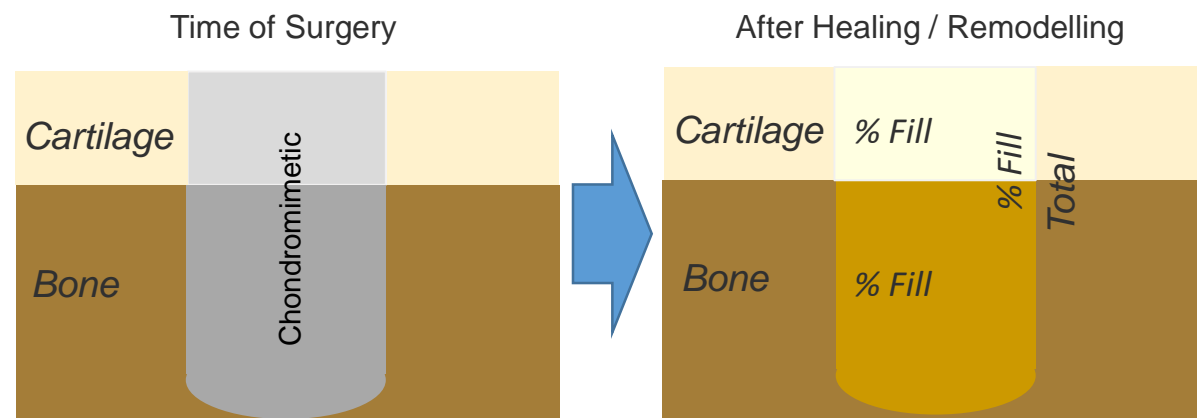 Time of Surgery
Cartilage
Bone
Chondromimetic
After Healing / Remodelling
Cartilage
% Fill
% Fill
Total
Bone
% Fill